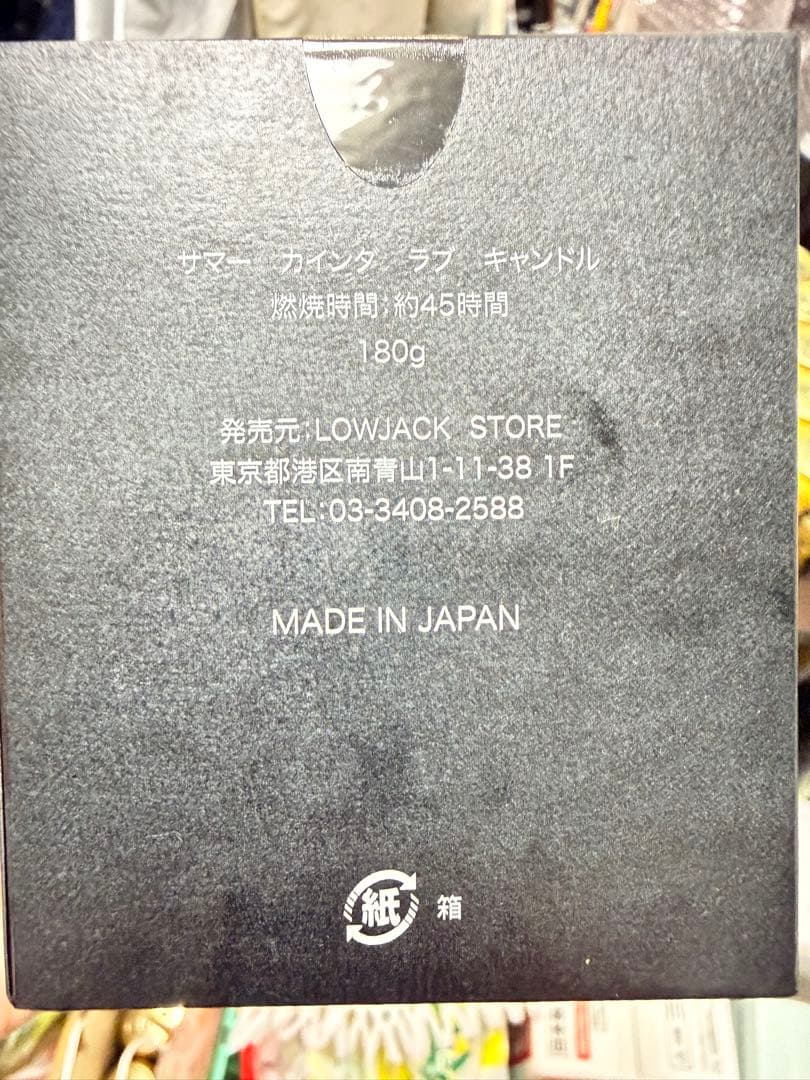 サマー カインダ ラブ キャンドル
燃焼時間:約45時間
180g
発売元:LOWJACK STORE
東京都港区南青山1-11-38 1F
TEL:03-3408-2588
MADE IN JAPAN
紙 箱